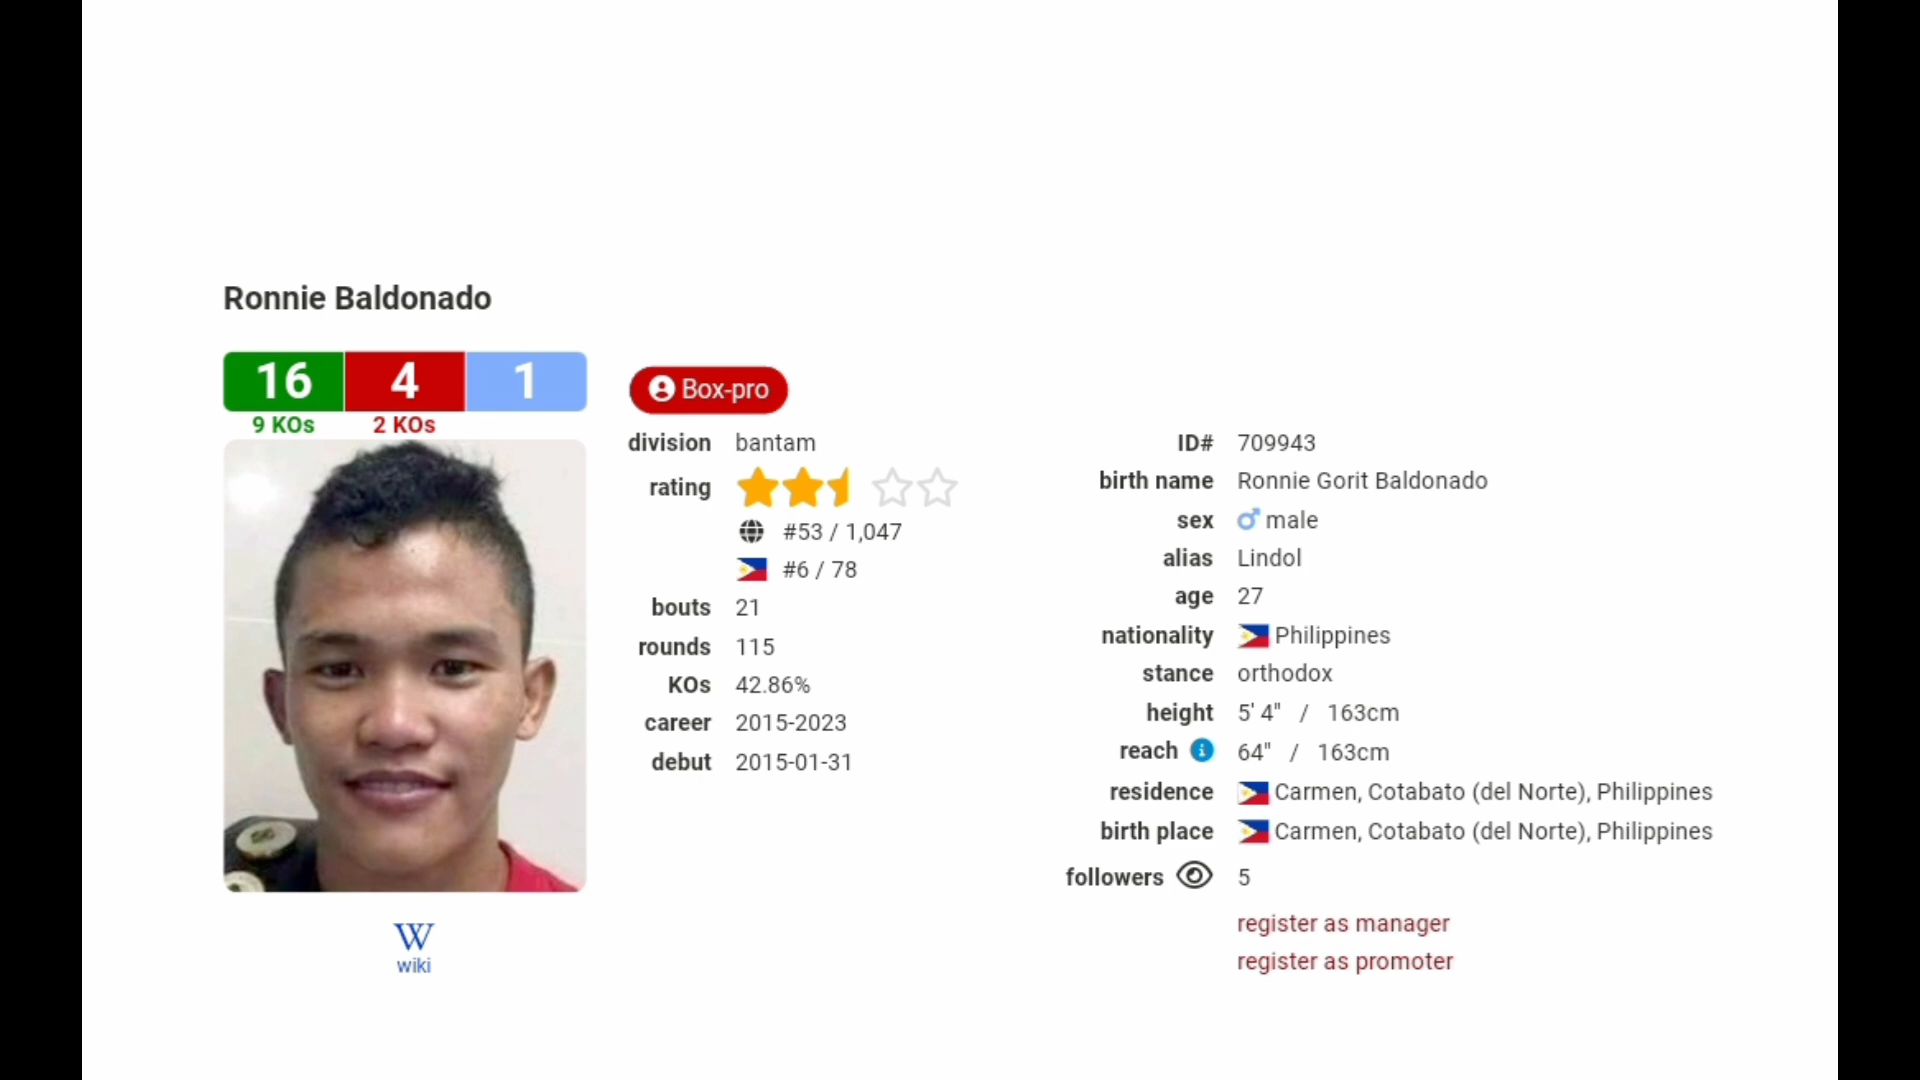 Ronnie Baldonado
16 4 1
9 KOs 2 KOs
Box-pro
division bantam
rating
#53 / 1,047
#6 / 78
bouts 21
rounds 115
KOs 42.86%
career 2015-2023
debut 2015-01-31
ID# 709943
birth name Ronnie Gorit Baldonado
sex male
alias Lindol
age 27
nationality Philippines
stance orthodox
height 5' 4" / 163cm
reach 64" / 163cm
residence Carmen, Cotabato (del Norte), Philippines
birth place Carmen, Cotabato (del Norte), Philippines
followers 5
register as manager
register as promoter
W
wiki